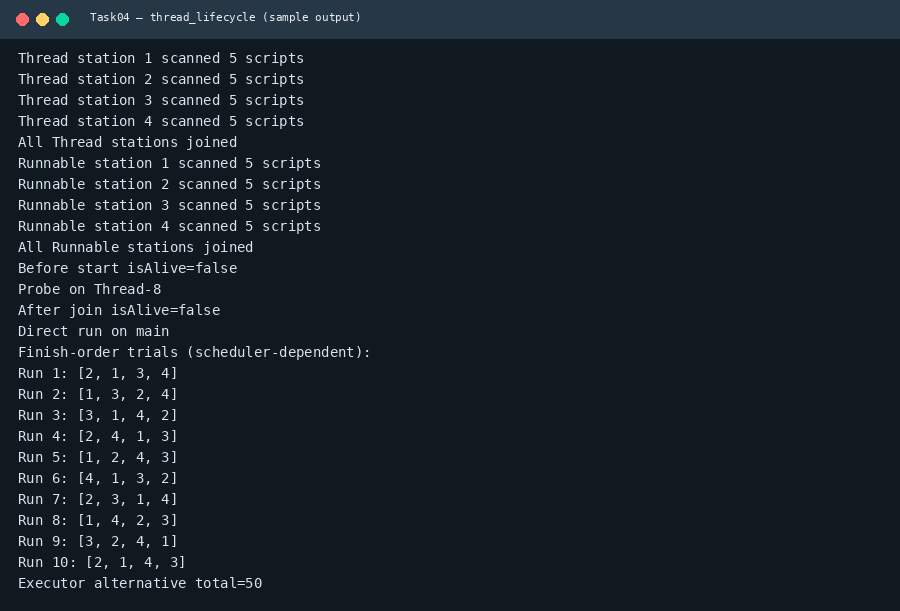 Task04 — thread_lifecycle (sample output)
Thread station 1 scanned 5 scripts
Thread station 2 scanned 5 scripts
Thread station 3 scanned 5 scripts
Thread station 4 scanned 5 scripts
All Thread stations joined
Runnable station 1 scanned 5 scripts
Runnable station 2 scanned 5 scripts
Runnable station 3 scanned 5 scripts
Runnable station 4 scanned 5 scripts
All Runnable stations joined
Before start isAlive=false
Probe on Thread-8
After join isAlive=false
Direct run on main
Finish-order trials (scheduler-dependent):
Run 1: [2, 1, 3, 4]
Run 2: [1, 3, 2, 4]
Run 3: [3, 1, 4, 2]
Run 4: [2, 4, 1, 3]
Run 5: [1, 2, 4, 3]
Run 6: [4, 1, 3, 2]
Run 7: [2, 3, 1, 4]
Run 8: [1, 4, 2, 3]
Run 9: [3, 2, 4, 1]
Run 10: [2, 1, 4, 3]
Executor alternative total=50